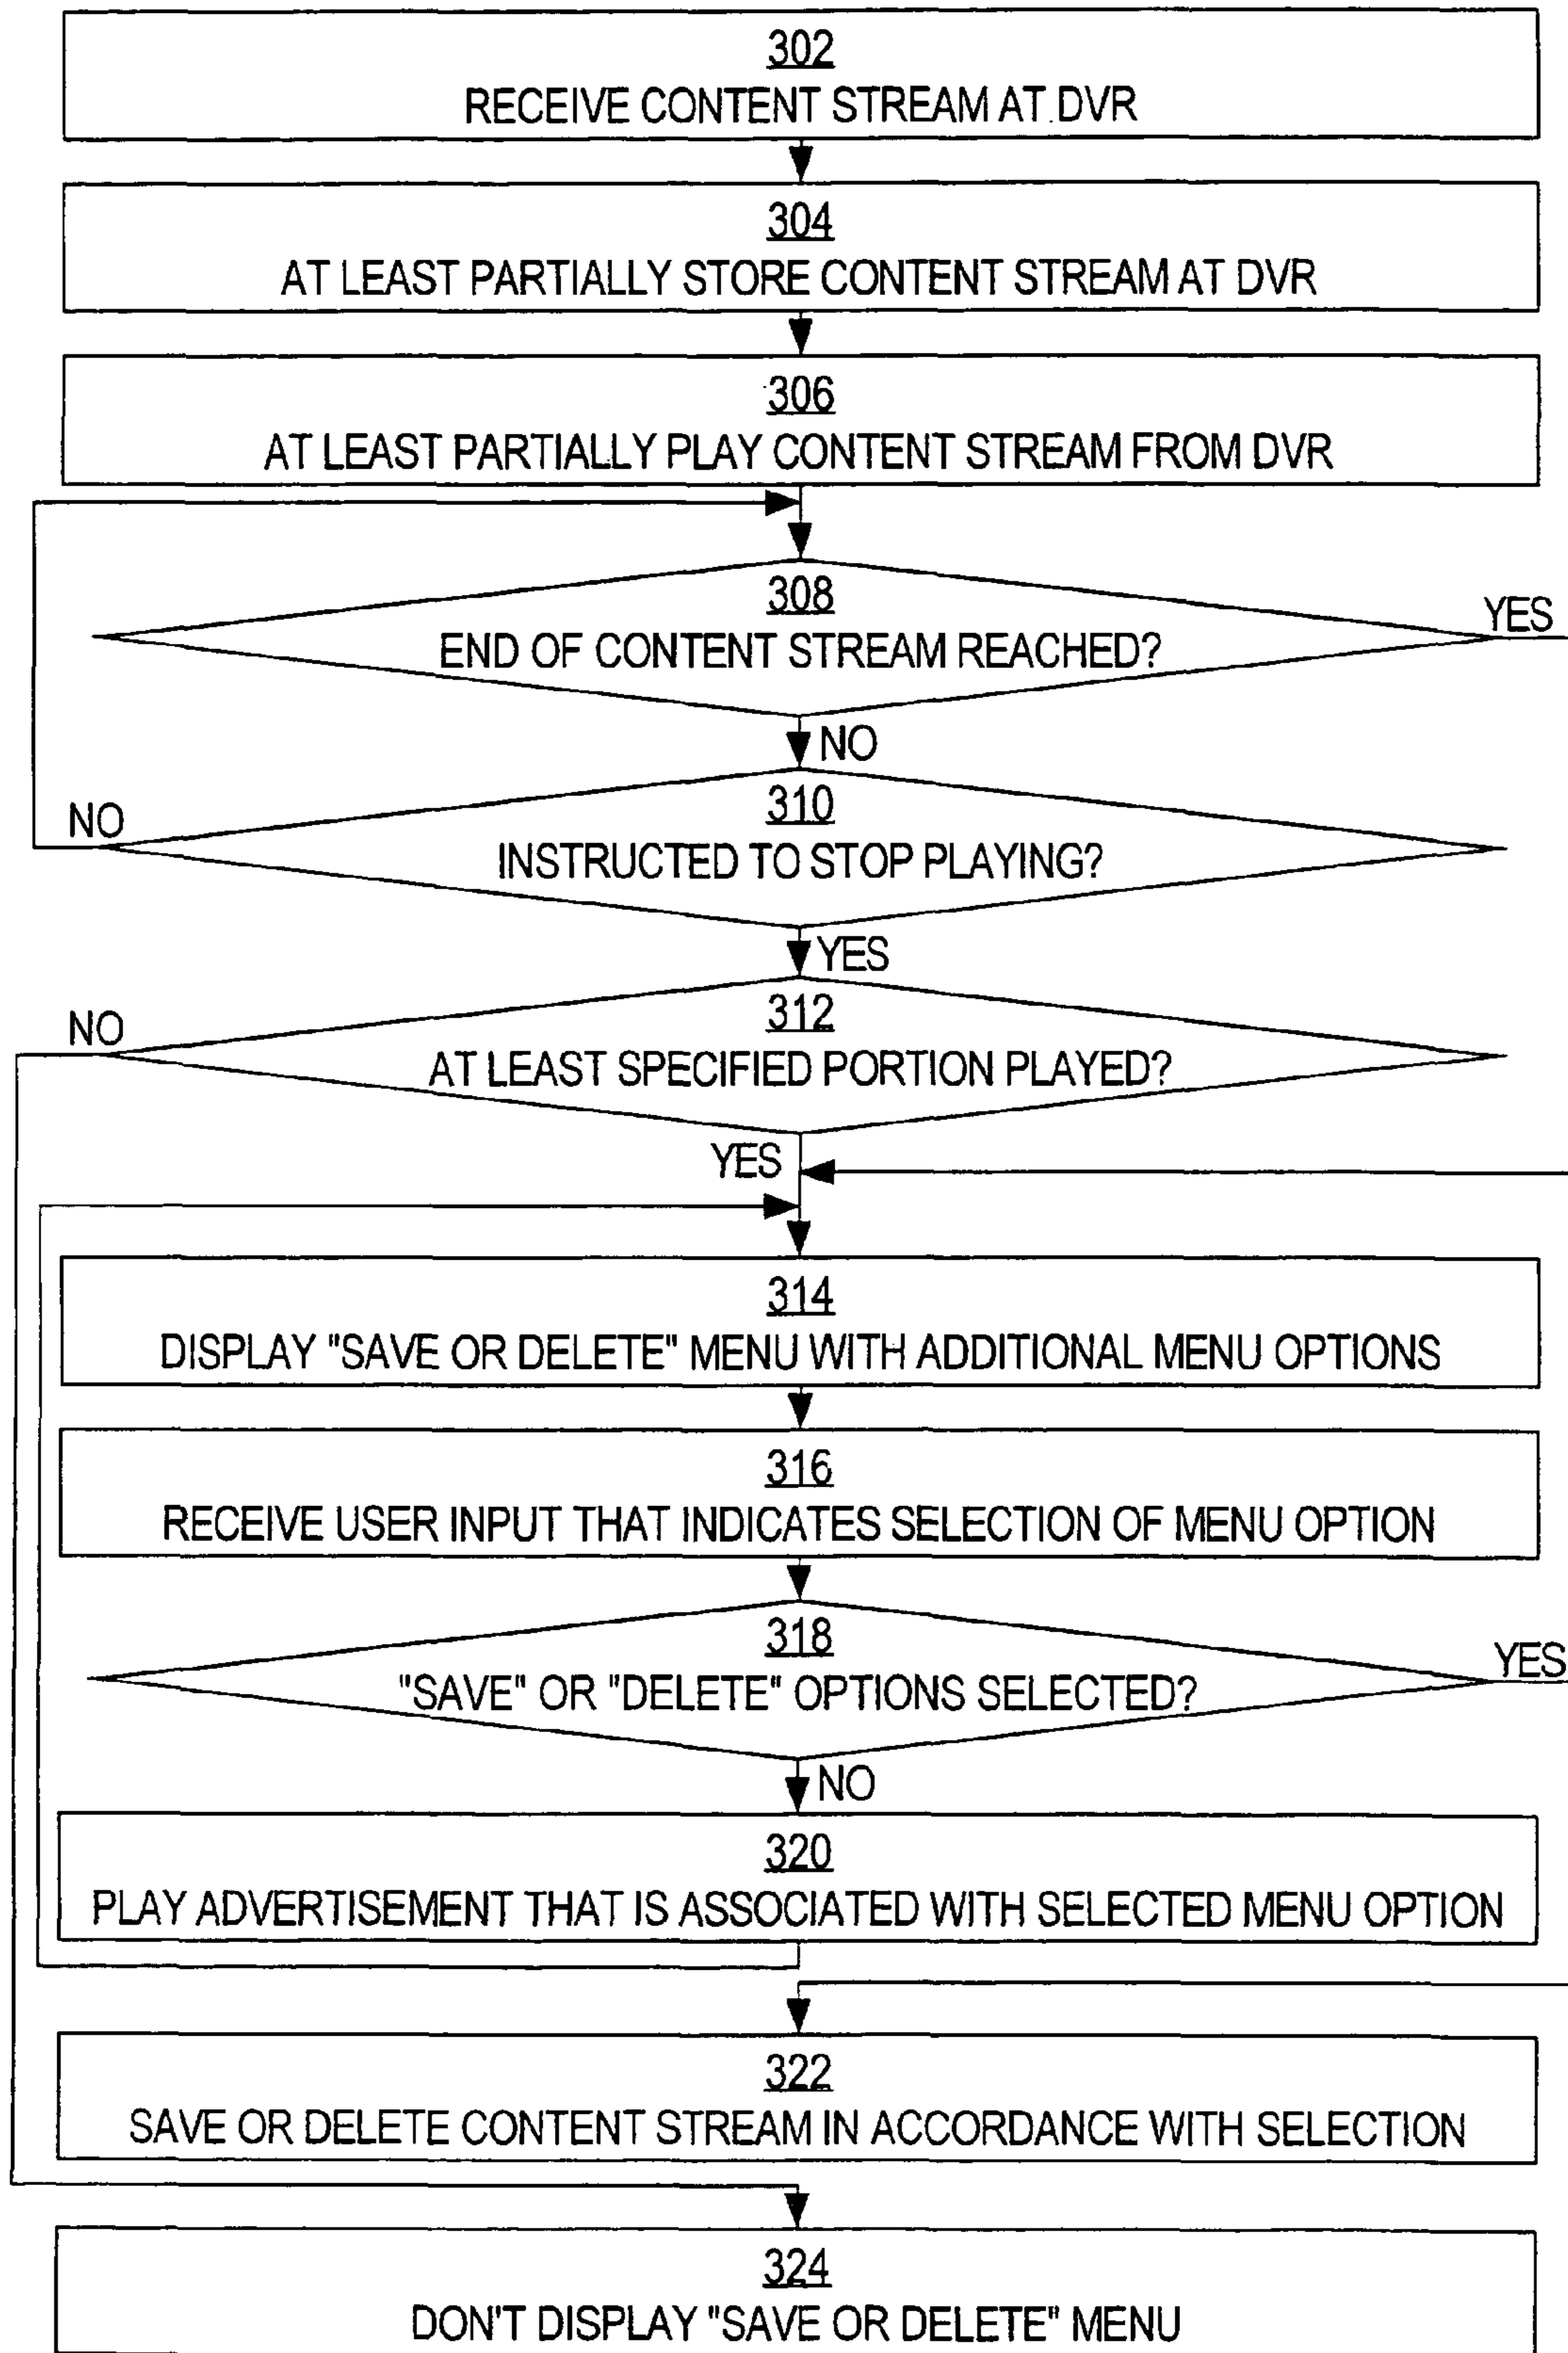 302
RECEIVE CONTENT STREAM AT DVR
304
AT LEAST PARTIALLY STORE CONTENT STREAM AT DVR
306
AT LEAST PARTIALLY PLAY CONTENT STREAM FROM DVR
308
END OF CONTENT STREAM REACHED?
YES
NO
310
INSTRUCTED TO STOP PLAYING?
NO
YES
312
AT LEAST SPECIFIED PORTION PLAYED?
NO
YES
314
DISPLAY "SAVE OR DELETE" MENU WITH ADDITIONAL MENU OPTIONS
316
RECEIVE USER INPUT THAT INDICATES SELECTION OF MENU OPTION
318
"SAVE" OR "DELETE" OPTIONS SELECTED?
YES
NO
320
PLAY ADVERTISEMENT THAT IS ASSOCIATED WITH SELECTED MENU OPTION
322
SAVE OR DELETE CONTENT STREAM IN ACCORDANCE WITH SELECTION
324
DON'T DISPLAY "SAVE OR DELETE" MENU